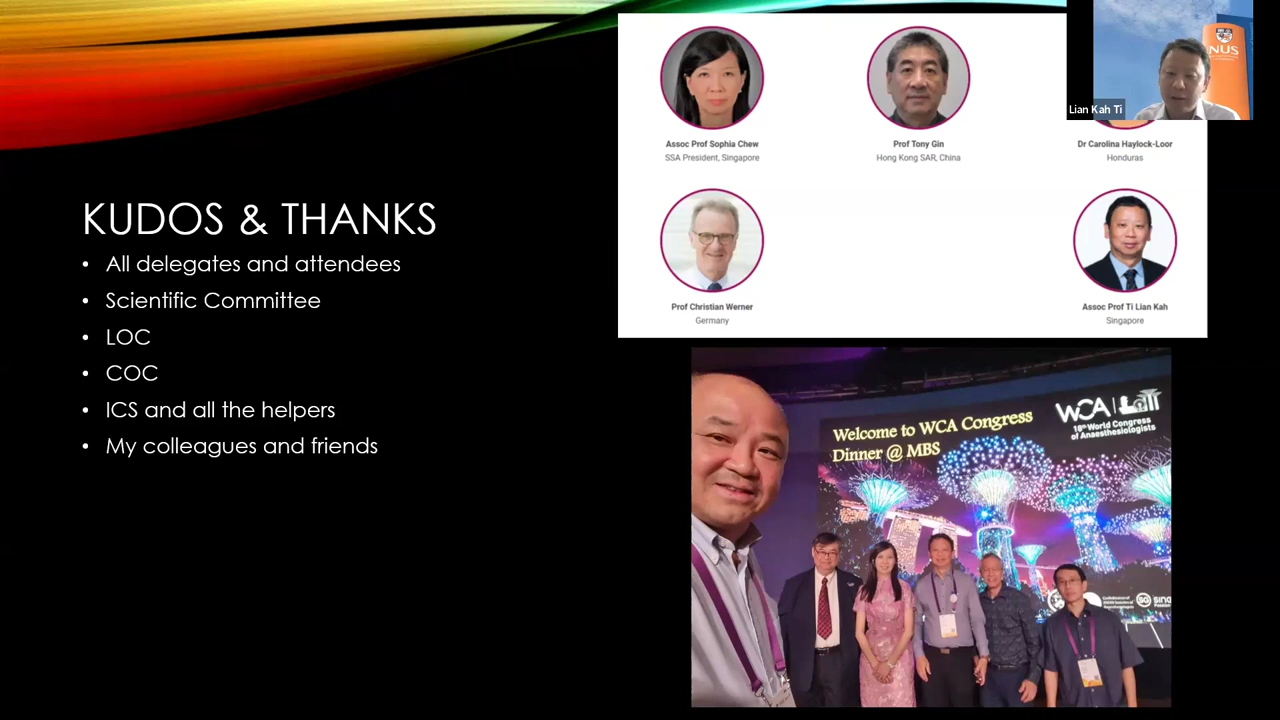 KUDOS & THANKS
• All delegates and attendees
• Scientific Committee
• LOC
• COC
• ICS and all the helpers
• My colleagues and friends
Assoc Prof Sophia Chew
SSA President, Singapore
Prof Tony Gin
Hong Kong SAR, China
Dr Carolina Haylock-Loor
Honduras
Prof Christian Werner
Germany
Assoc Prof Ti Lian Kah
Singapore
NUS
Lian Kah Ti
Welcome to WCA Congress
Dinner @ MBS
WCA
18th World Congress
of Anaesthesiologists
SG